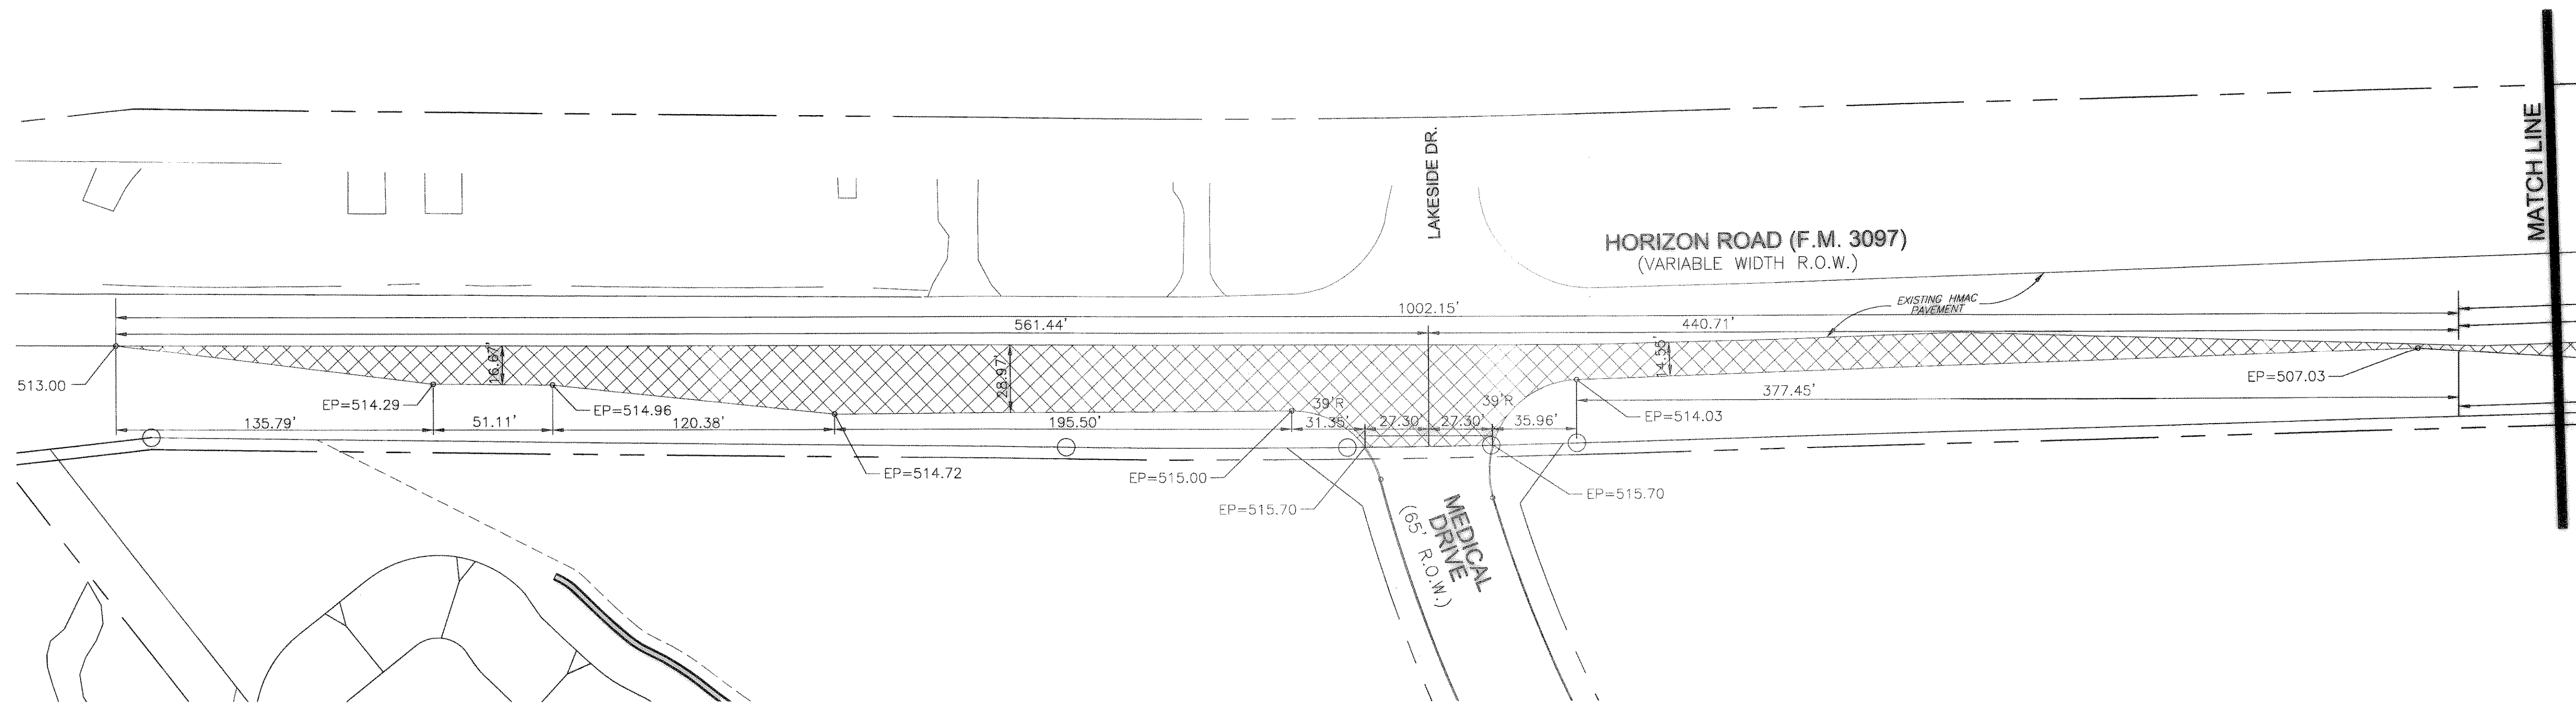 MATCH LINE
LAKESIDE DR.
HORIZON ROAD (F.M. 3097)
(VARIABLE WIDTH R.O.W.)
EXISTING HMAC
PAVEMENT
1002.15'
561.44'
440.71'
16.67'
28.97'
14.55'
513.00
EP=514.29
EP=514.96
EP=507.03
377.45'
39'R
39'R
EP=514.03
135.79'
51.11'
120.38'
195.50'
31.35'
27.30'
27.30'
35.96'
EP=514.72
EP=515.00
EP=515.70
EP=515.70
MEDICAL
DRIVE
(65' R.O.W.)